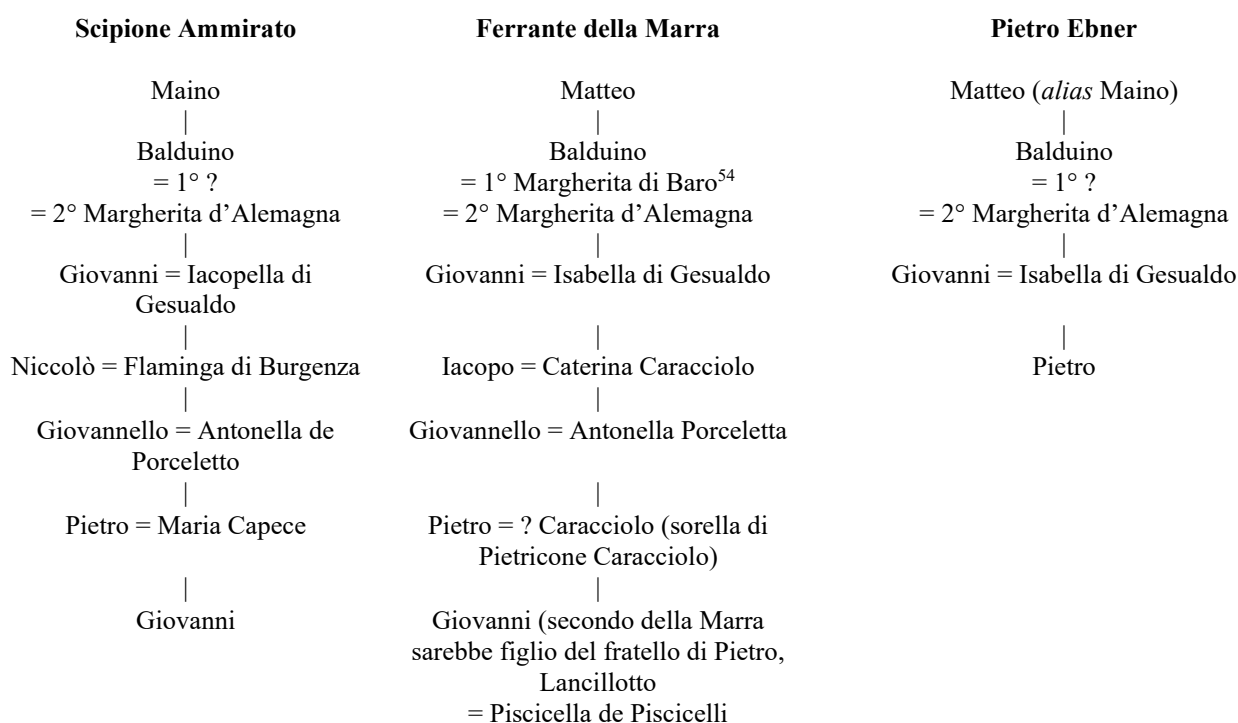 Scipione Ammirato
Maino
|
Balduino
= 1° ?
= 2° Margherita d’Alemagna
|
Giovanni = Iacopella di
Gesualdo
|
Niccolò = Flaminga di Burgenza
|
Giovannello = Antonella de
Porceletto
|
Pietro = Maria Capece
|
Giovanni
Ferrante della Marra
Matteo
|
Balduino
= 1° Margherita di Baro54
= 2° Margherita d’Alemagna
|
Giovanni = Isabella di Gesualdo
|
Iacopo = Caterina Caracciolo
|
Giovannello = Antonella Porceletta
|
Pietro = ? Caracciolo (sorella di
Pietricone Caracciolo)
|
Giovanni (secondo della Marra
sarebbe figlio del fratello di Pietro,
Lancillotto
= Piscicella de Piscicelli
Pietro Ebner
Matteo (alias Maino)
|
Balduino
= 1° ?
= 2° Margherita d’Alemagna
|
Giovanni = Isabella di Gesualdo
|
Pietro